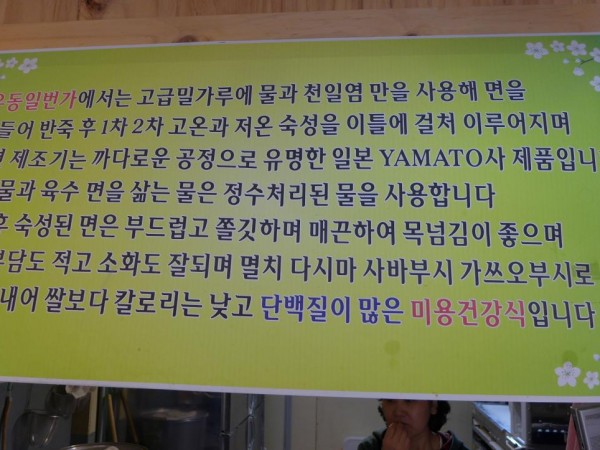 우동일번가에서는 고급밀가루에 물과 천일염 만을 사용해 면을
들어 반죽 후 1차 2차 고온과 저온 숙성을 이틀에 걸처 이루어지며
제조기는 까다로운 공정으로 유명한 일본 YAMATO사 제품입니
물과 육수 면을 삶는 물은 정수처리된 물을 사용합니다
후 숙성된 면은 부드럽고 쫄깃하며 매끈하여 목넘김이 좋으며
부담도 적고 소화도 잘되며 멸치 다시마 사바부시 가쓰오부시로
내어 쌀보다 칼로리는 낮고 단백질이 많은 미용건강식입니다